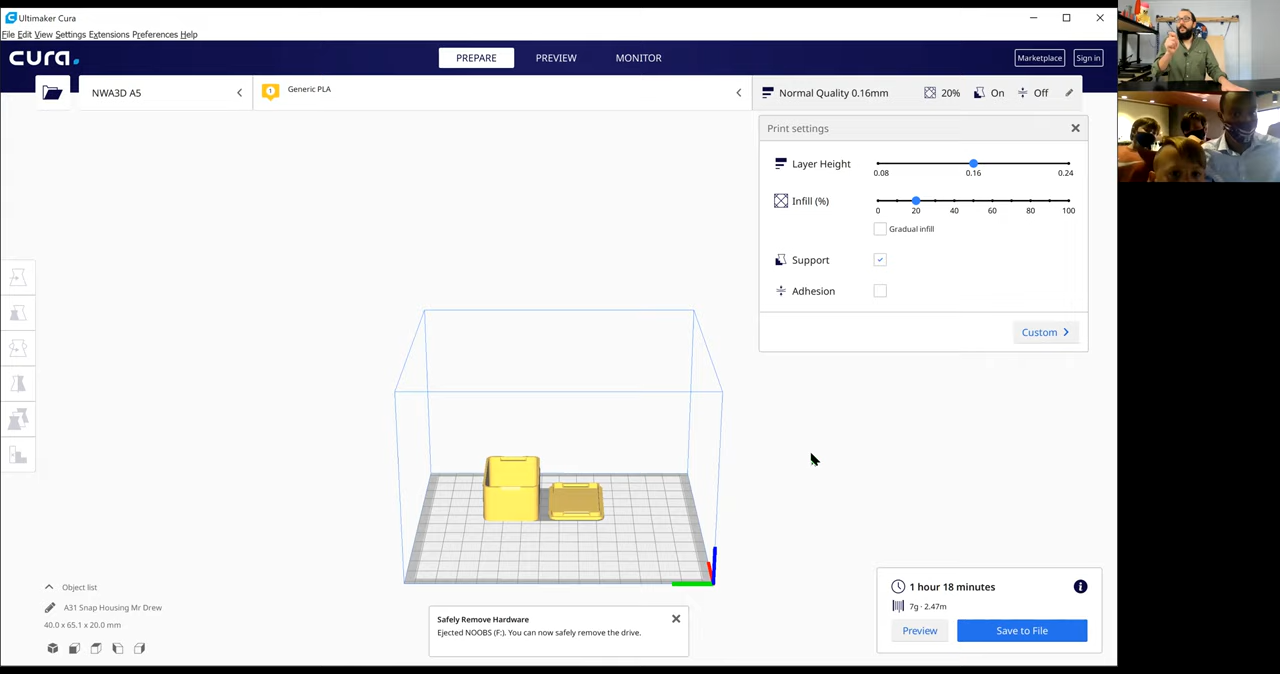 Ultimaker Cura
File Edit View Settings Extensions Preferences Help
cura.
PREPARE
PREVIEW
MONITOR
Marketplace
Sign in
NWA3D A5
1
Generic PLA
Normal Quality 0.16mm
20%
On
Off
Print settings
Layer Height
0.08
0.16
0.24
Infill (%)
0
20
40
60
80
100
Gradual infill
Support
Adhesion
Custom
Object list
A31 Snap Housing Mr Drew
40.0 x 65.1 x 20.0 mm
Safely Remove Hardware
Ejected NOOBS (F:). You can now safely remove the drive.
1 hour 18 minutes
7g · 2.47m
Preview
Save to File